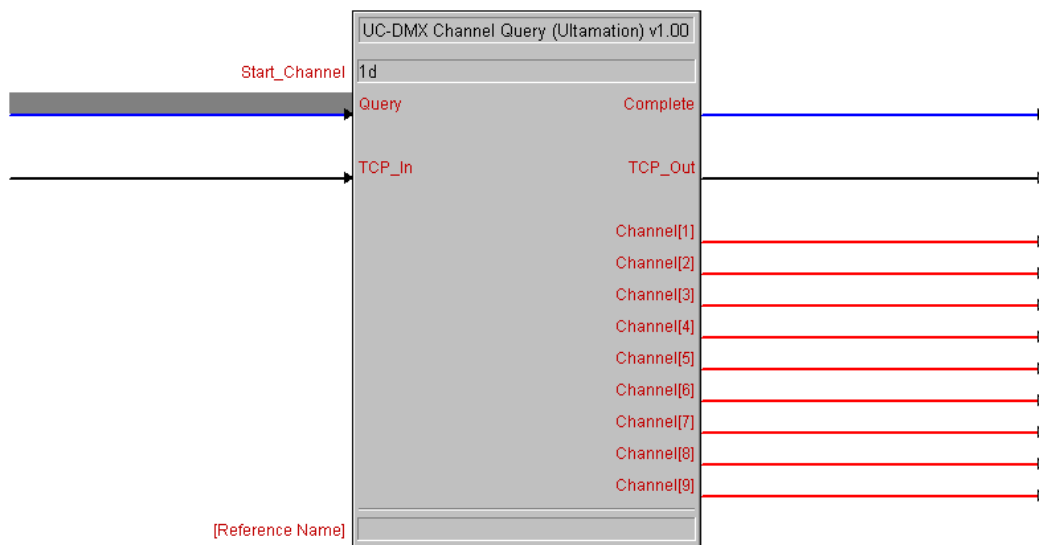 UC-DMX Channel Query (Ultamation) v1.00
Start_Channel 1d
Query Complete
TCP_In TCP_Out
Channel[1]
Channel[2]
Channel[3]
Channel[4]
Channel[5]
Channel[6]
Channel[7]
Channel[8]
Channel[9]
[Reference Name]